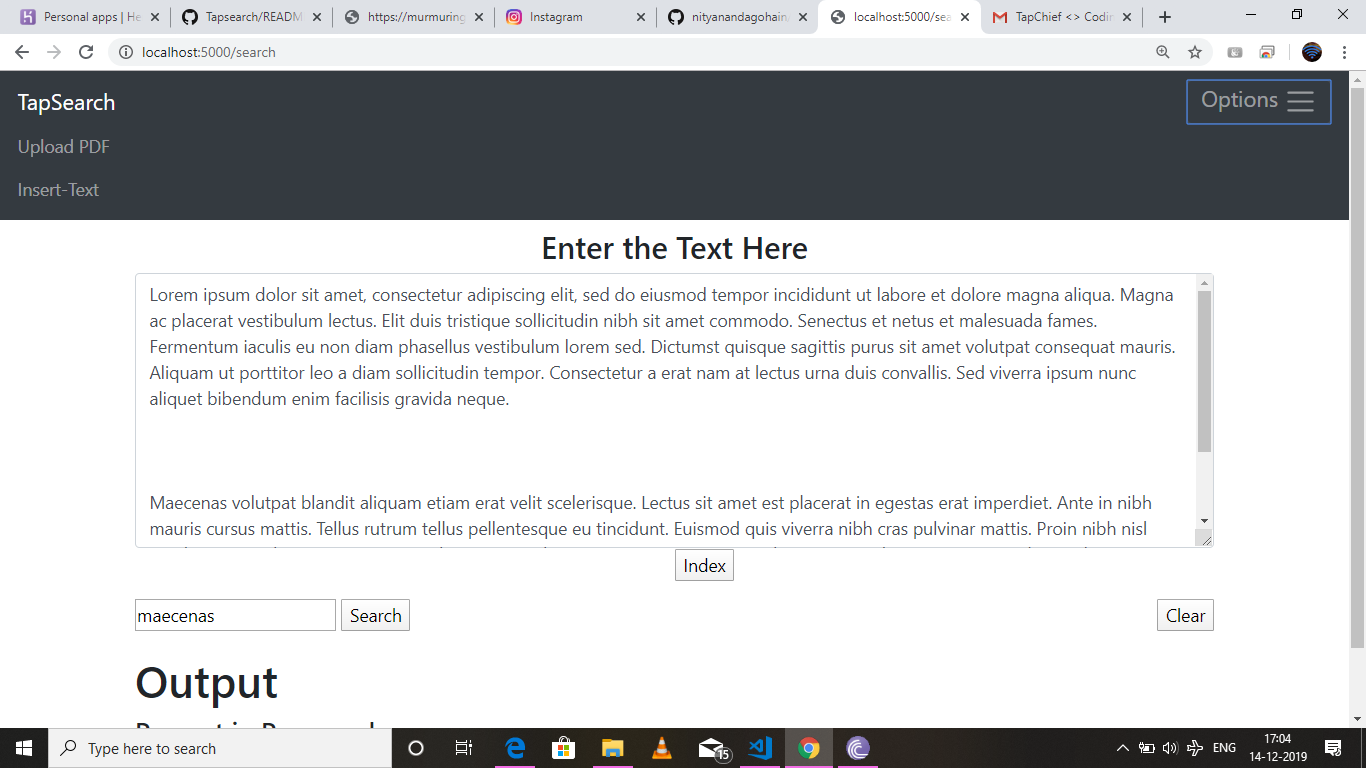 Personal apps | He
Tapsearch/READM
https://murmuring
Instagram
nityanandagohain/
localhost:5000/sea
TapChief <> Codin
localhost:5000/search
TapSearch
Options
Upload PDF
Insert-Text
Enter the Text Here
Lorem ipsum dolor sit amet, consectetur adipiscing elit, sed do eiusmod tempor incididunt ut labore et dolore magna aliqua. Magna
ac placerat vestibulum lectus. Elit duis tristique sollicitudin nibh sit amet commodo. Senectus et netus et malesuada fames.
Fermentum iaculis eu non diam phasellus vestibulum lorem sed. Dictumst quisque sagittis purus sit amet volutpat consequat mauris.
Aliquam ut porttitor leo a diam sollicitudin tempor. Consectetur a erat nam at lectus urna duis convallis. Sed viverra ipsum nunc
aliquet bibendum enim facilisis gravida neque.
Maecenas volutpat blandit aliquam etiam erat velit scelerisque. Lectus sit amet est placerat in egestas erat imperdiet. Ante in nibh
mauris cursus mattis. Tellus rutrum tellus pellentesque eu tincidunt. Euismod quis viverra nibh cras pulvinar mattis. Proin nibh nisl
Index
maecenas
Search
Clear
Output
Type here to search
15
ENG
17:04
14-12-2019